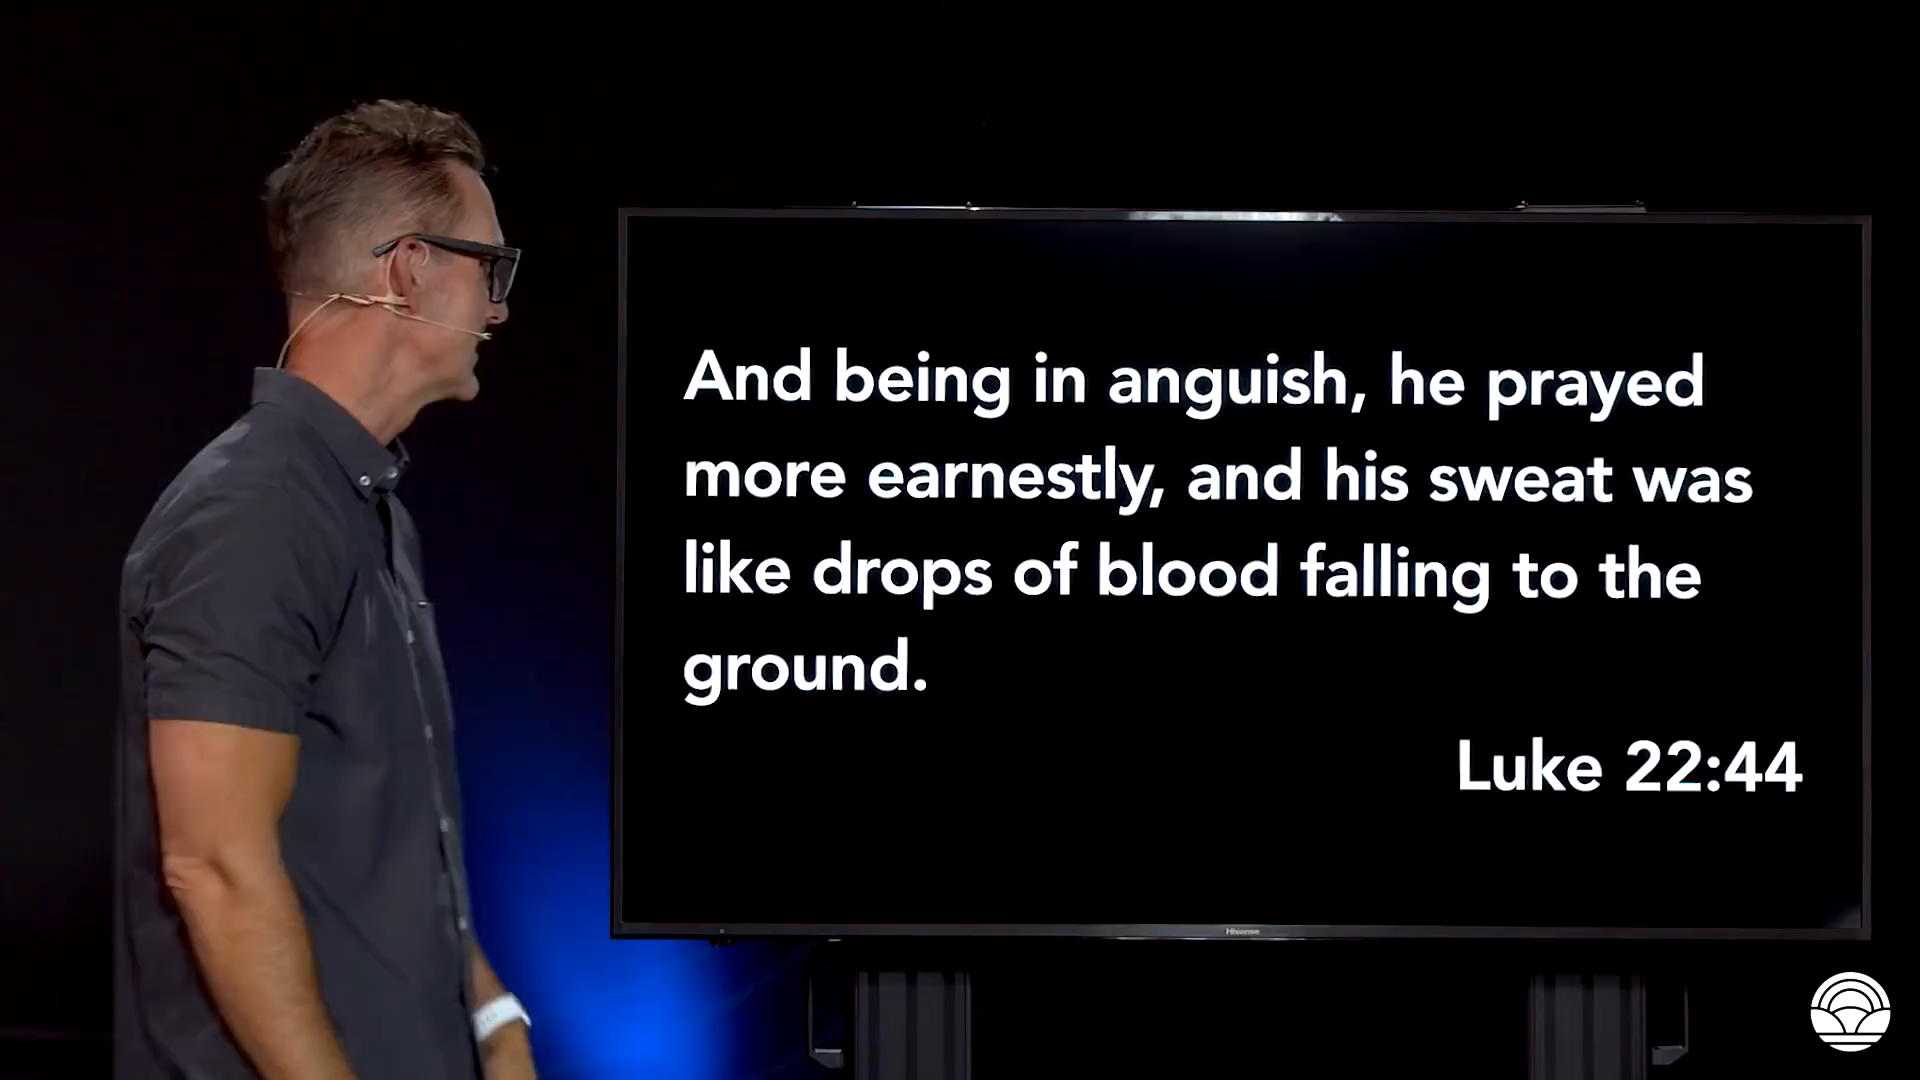 And being in anguish, he prayed
more earnestly, and his sweat was
like drops of blood falling to the
ground.
Luke 22:44
Hisense